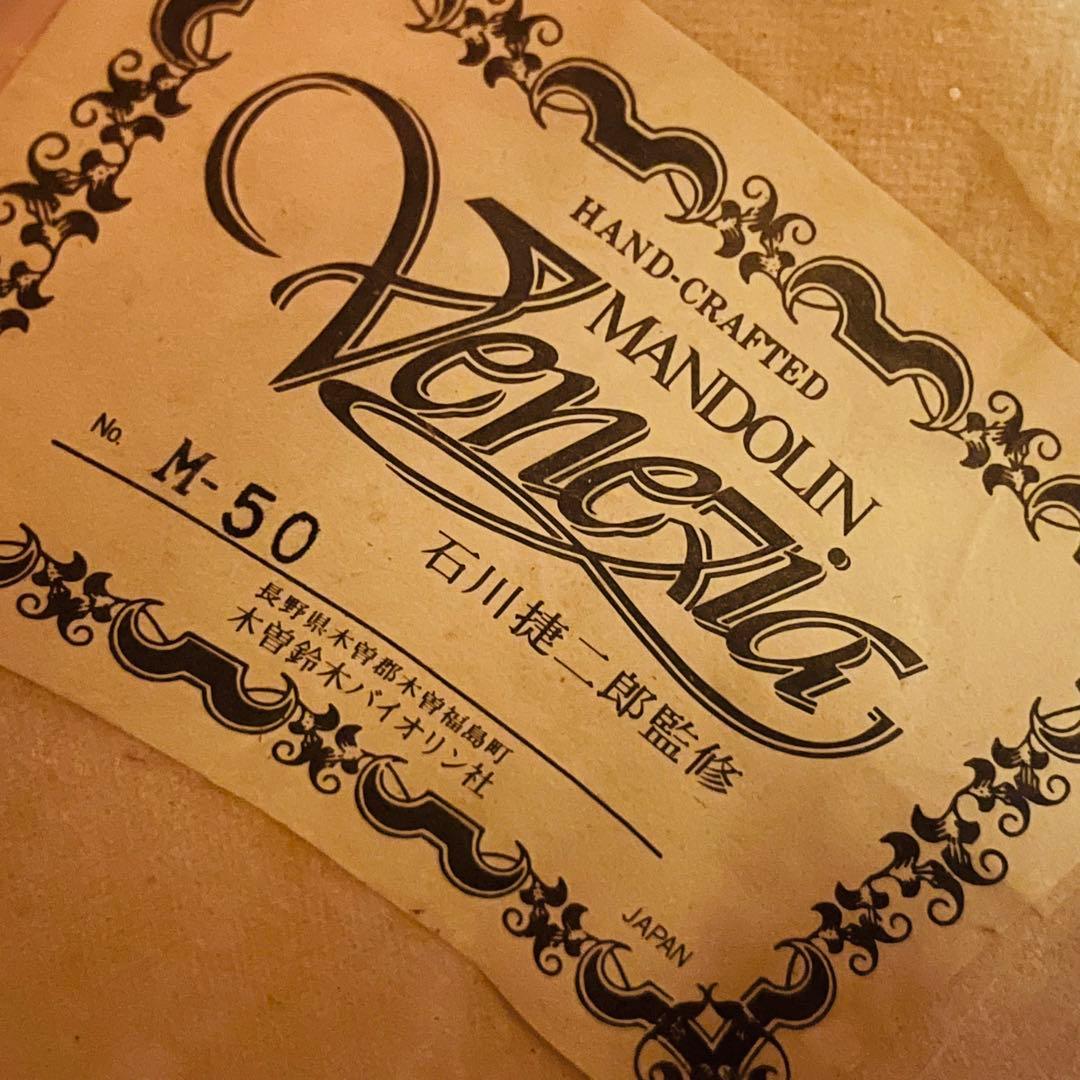 HAND-CRAFTED
MANDOLIN
Venezia
石川捷二郎監修
No. M-50
長野県木曽郡木曽福島町
木曽鈴木バイオリン社
JAPAN